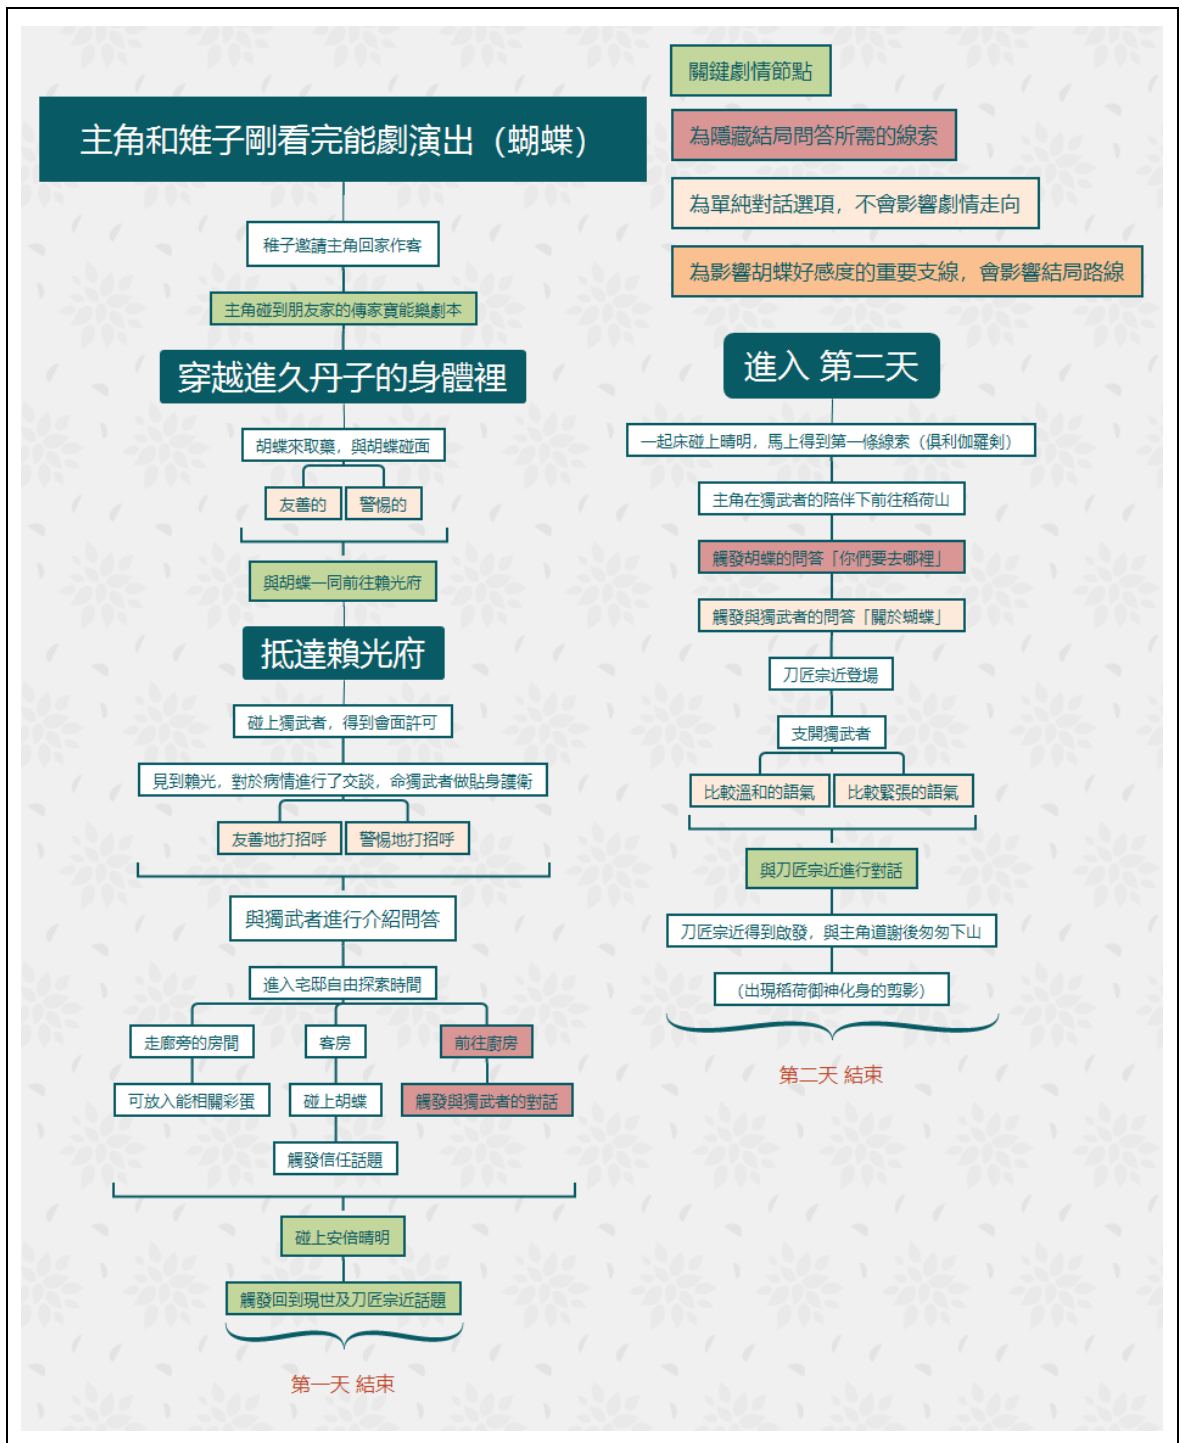 主角和雉子剛看完能劇演出（蝴蝶）
稚子邀請主角回家作客
主角碰到朋友家的傳家寶能樂劇本
穿越進久丹子的身體裡
胡蝶來取藥，與胡蝶碰面
友善的
警惕的
與胡蝶一同前往賴光府
抵達賴光府
碰上獨武者，得到會面許可
見到賴光，對於病情進行了交談，命獨武者做貼身護衛
友善地打招呼
警惕地打招呼
與獨武者進行介紹問答
進入宅邸自由探索時間
走廊旁的房間
客房
前往廚房
可放入能相關彩蛋
碰上胡蝶
觸發與獨武者的對話
觸發信任話題
碰上安倍晴明
觸發回到現世及刀匠宗近話題
第一天 結束
關鍵劇情節點
為隱藏結局問答所需的線索
為單純對話選項，不會影響劇情走向
為影響胡蝶好感度的重要支線，會影響結局路線
進入 第二天
一起床碰上晴明，馬上得到第一條線索（俱利伽羅剣）
主角在獨武者的陪伴下前往稻荷山
觸發胡蝶的問答「你們要去哪裡」
觸發與獨武者的問答「關於蝴蝶」
刀匠宗近登場
支開獨武者
比較溫和的語氣
比較緊張的語氣
與刀匠宗近進行對話
刀匠宗近得到啟發，與主角道謝後匆匆下山
（出現稻荷御神化身的剪影）
第二天 結束